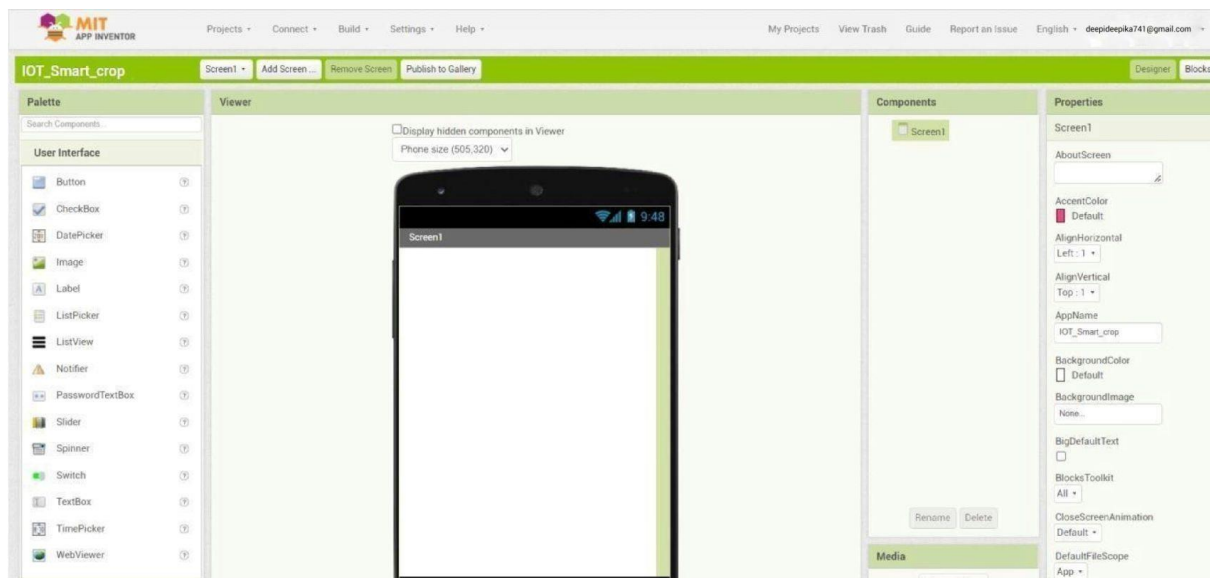 MIT
APP INVENTOR
Projects Connect Build Settings Help My Projects View Trash Guide Report an Issue English deepideepika741@gmail.com
IOT_Smart_crop Screen1 Add Screen ... Remove Screen Publish to Gallery Designer Blocks
Palette
Search Components...
User Interface
Button
CheckBox
DatePicker
Image
Label
ListPicker
ListView
Notifier
PasswordTextBox
Slider
Spinner
Switch
TextBox
TimePicker
WebViewer
Viewer
Display hidden components in Viewer
Phone size (505,320)
9:48
Screen1
Components
Screen1
Rename Delete
Media
Properties
Screen1
AboutScreen
AccentColor
Default
AlignHorizontal
Left : 1
AlignVertical
Top : 1
AppName
IOT_Smart_crop
BackgroundColor
Default
BackgroundImage
None...
BigDefaultText
BlocksToolkit
All
CloseScreenAnimation
Default
DefaultFileScope
App